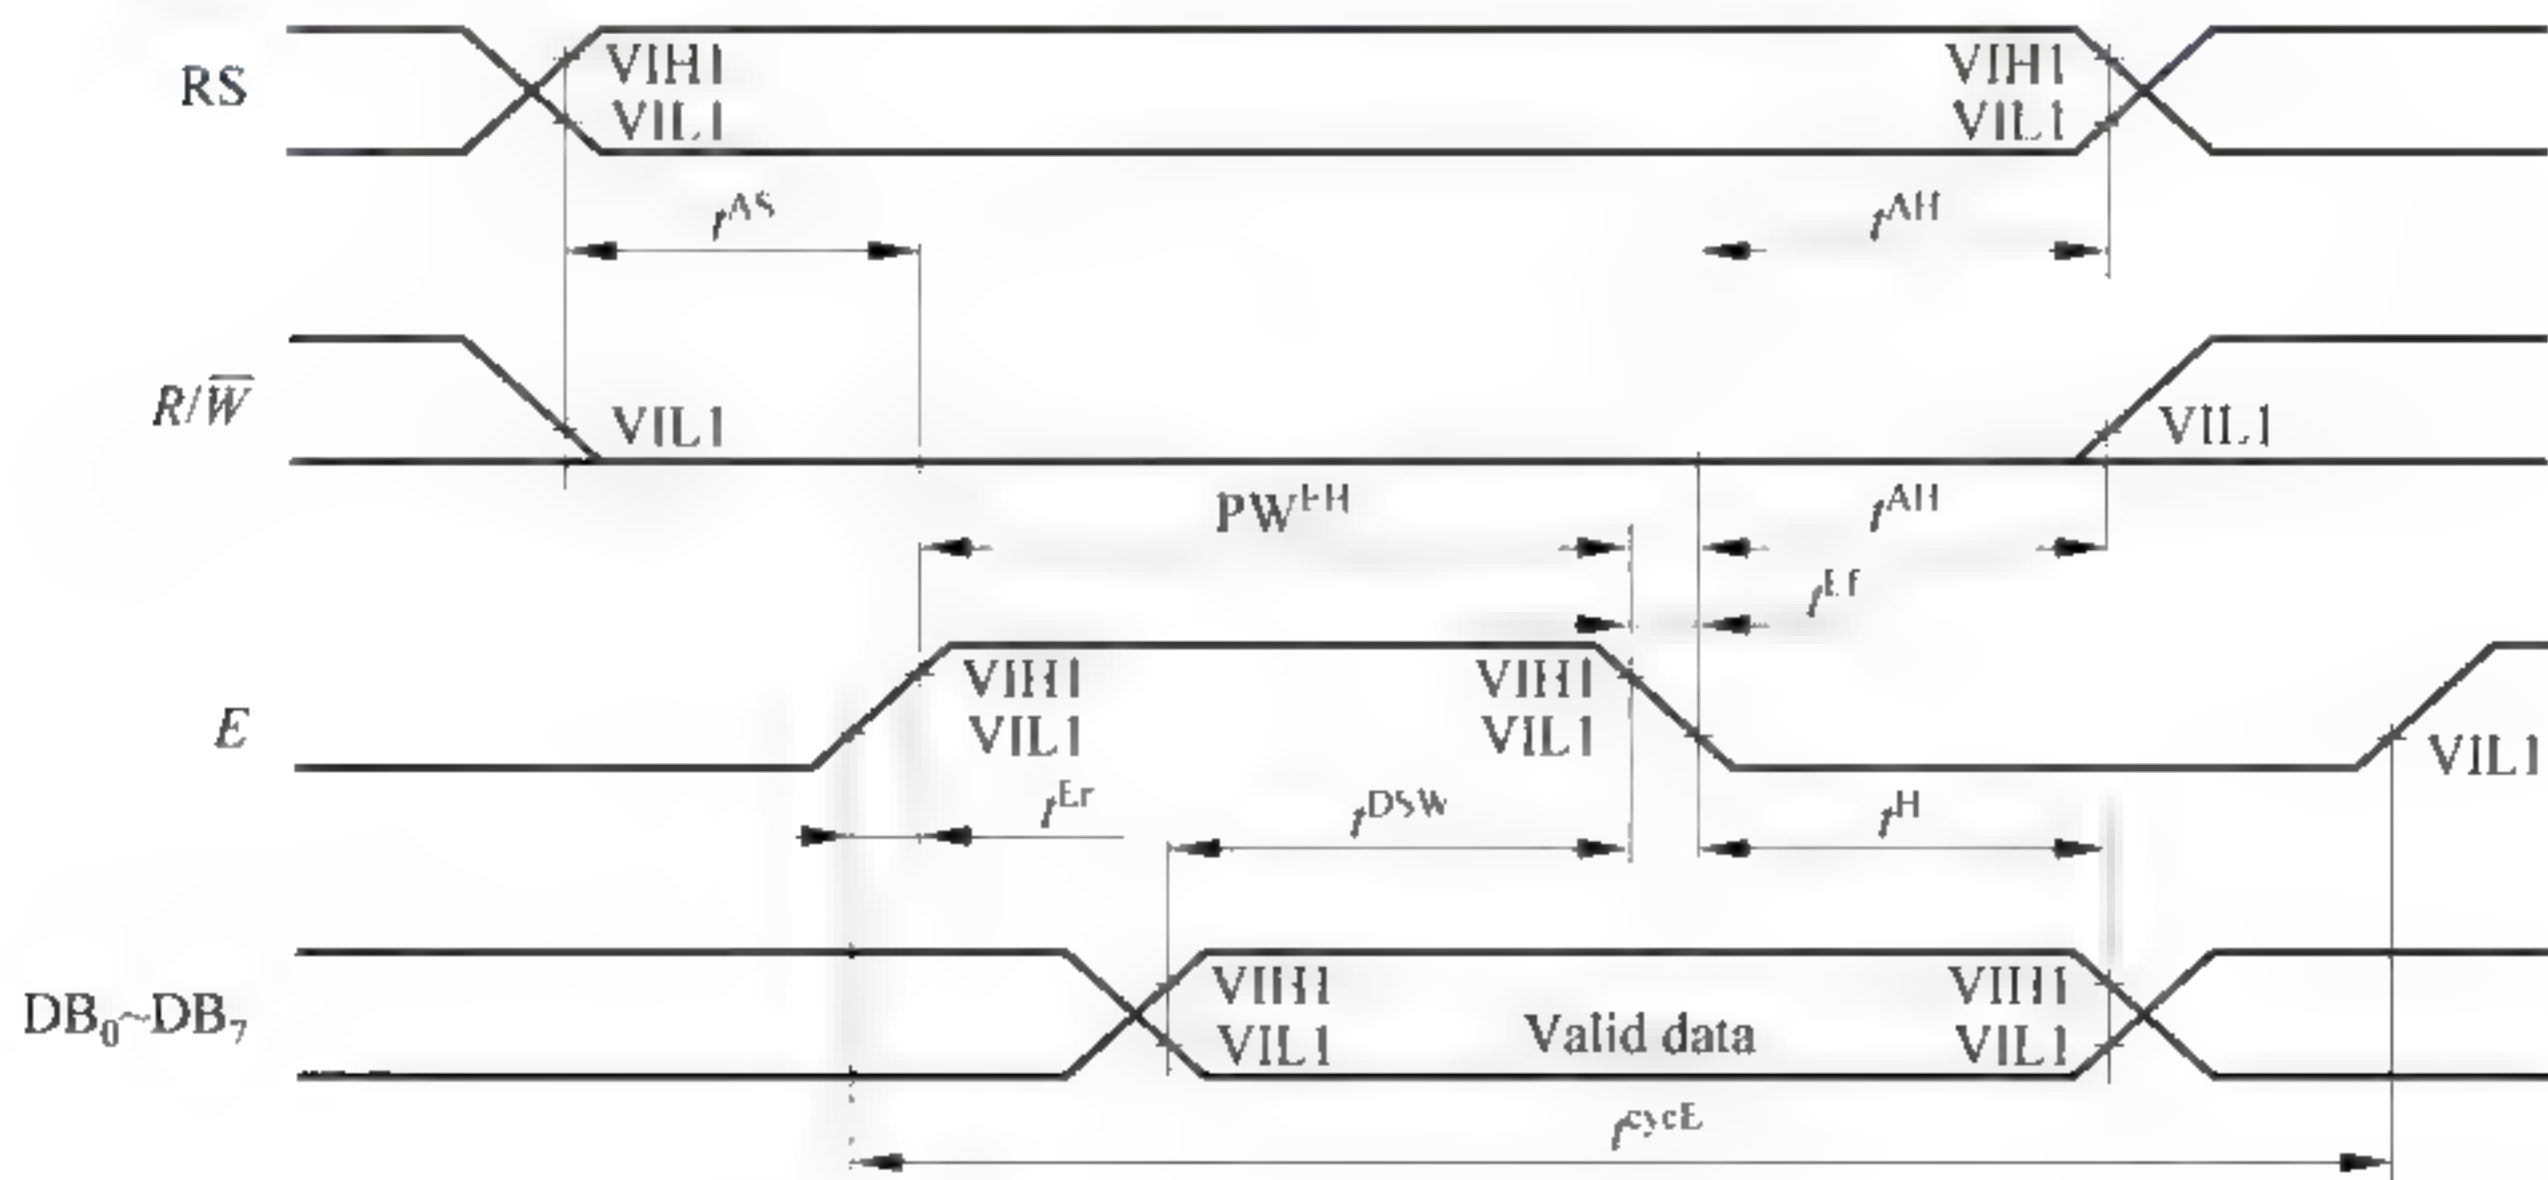 RS
VIH1
VIL1
VIH1
VIL1
tAS
tAH
R/W̅
VIL1
VIL1
PWEH
tAH
tEf
E
VIH1
VIL1
VIH1
VIL1
VIL1
tEr
tDSW
tH
DB₀~DB₇
VIH1
VIL1
Valid data
VIH1
VIL1
tcycE